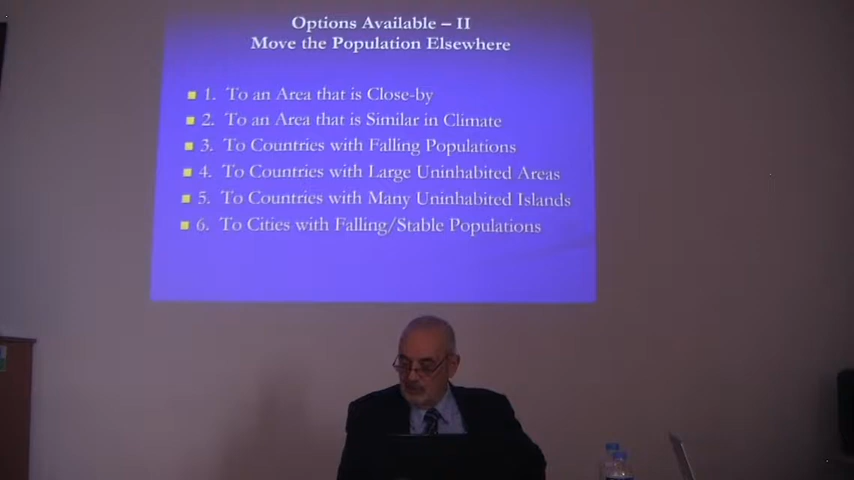 Options Available – II
Move the Population Elsewhere
1. To an Area that is Close-by
2. To an Area that is Similar in Climate
3. To Countries with Falling Populations
4. To Countries with Large Uninhabited Areas
5. To Countries with Many Uninhabited Islands
6. To Cities with Falling/Stable Populations